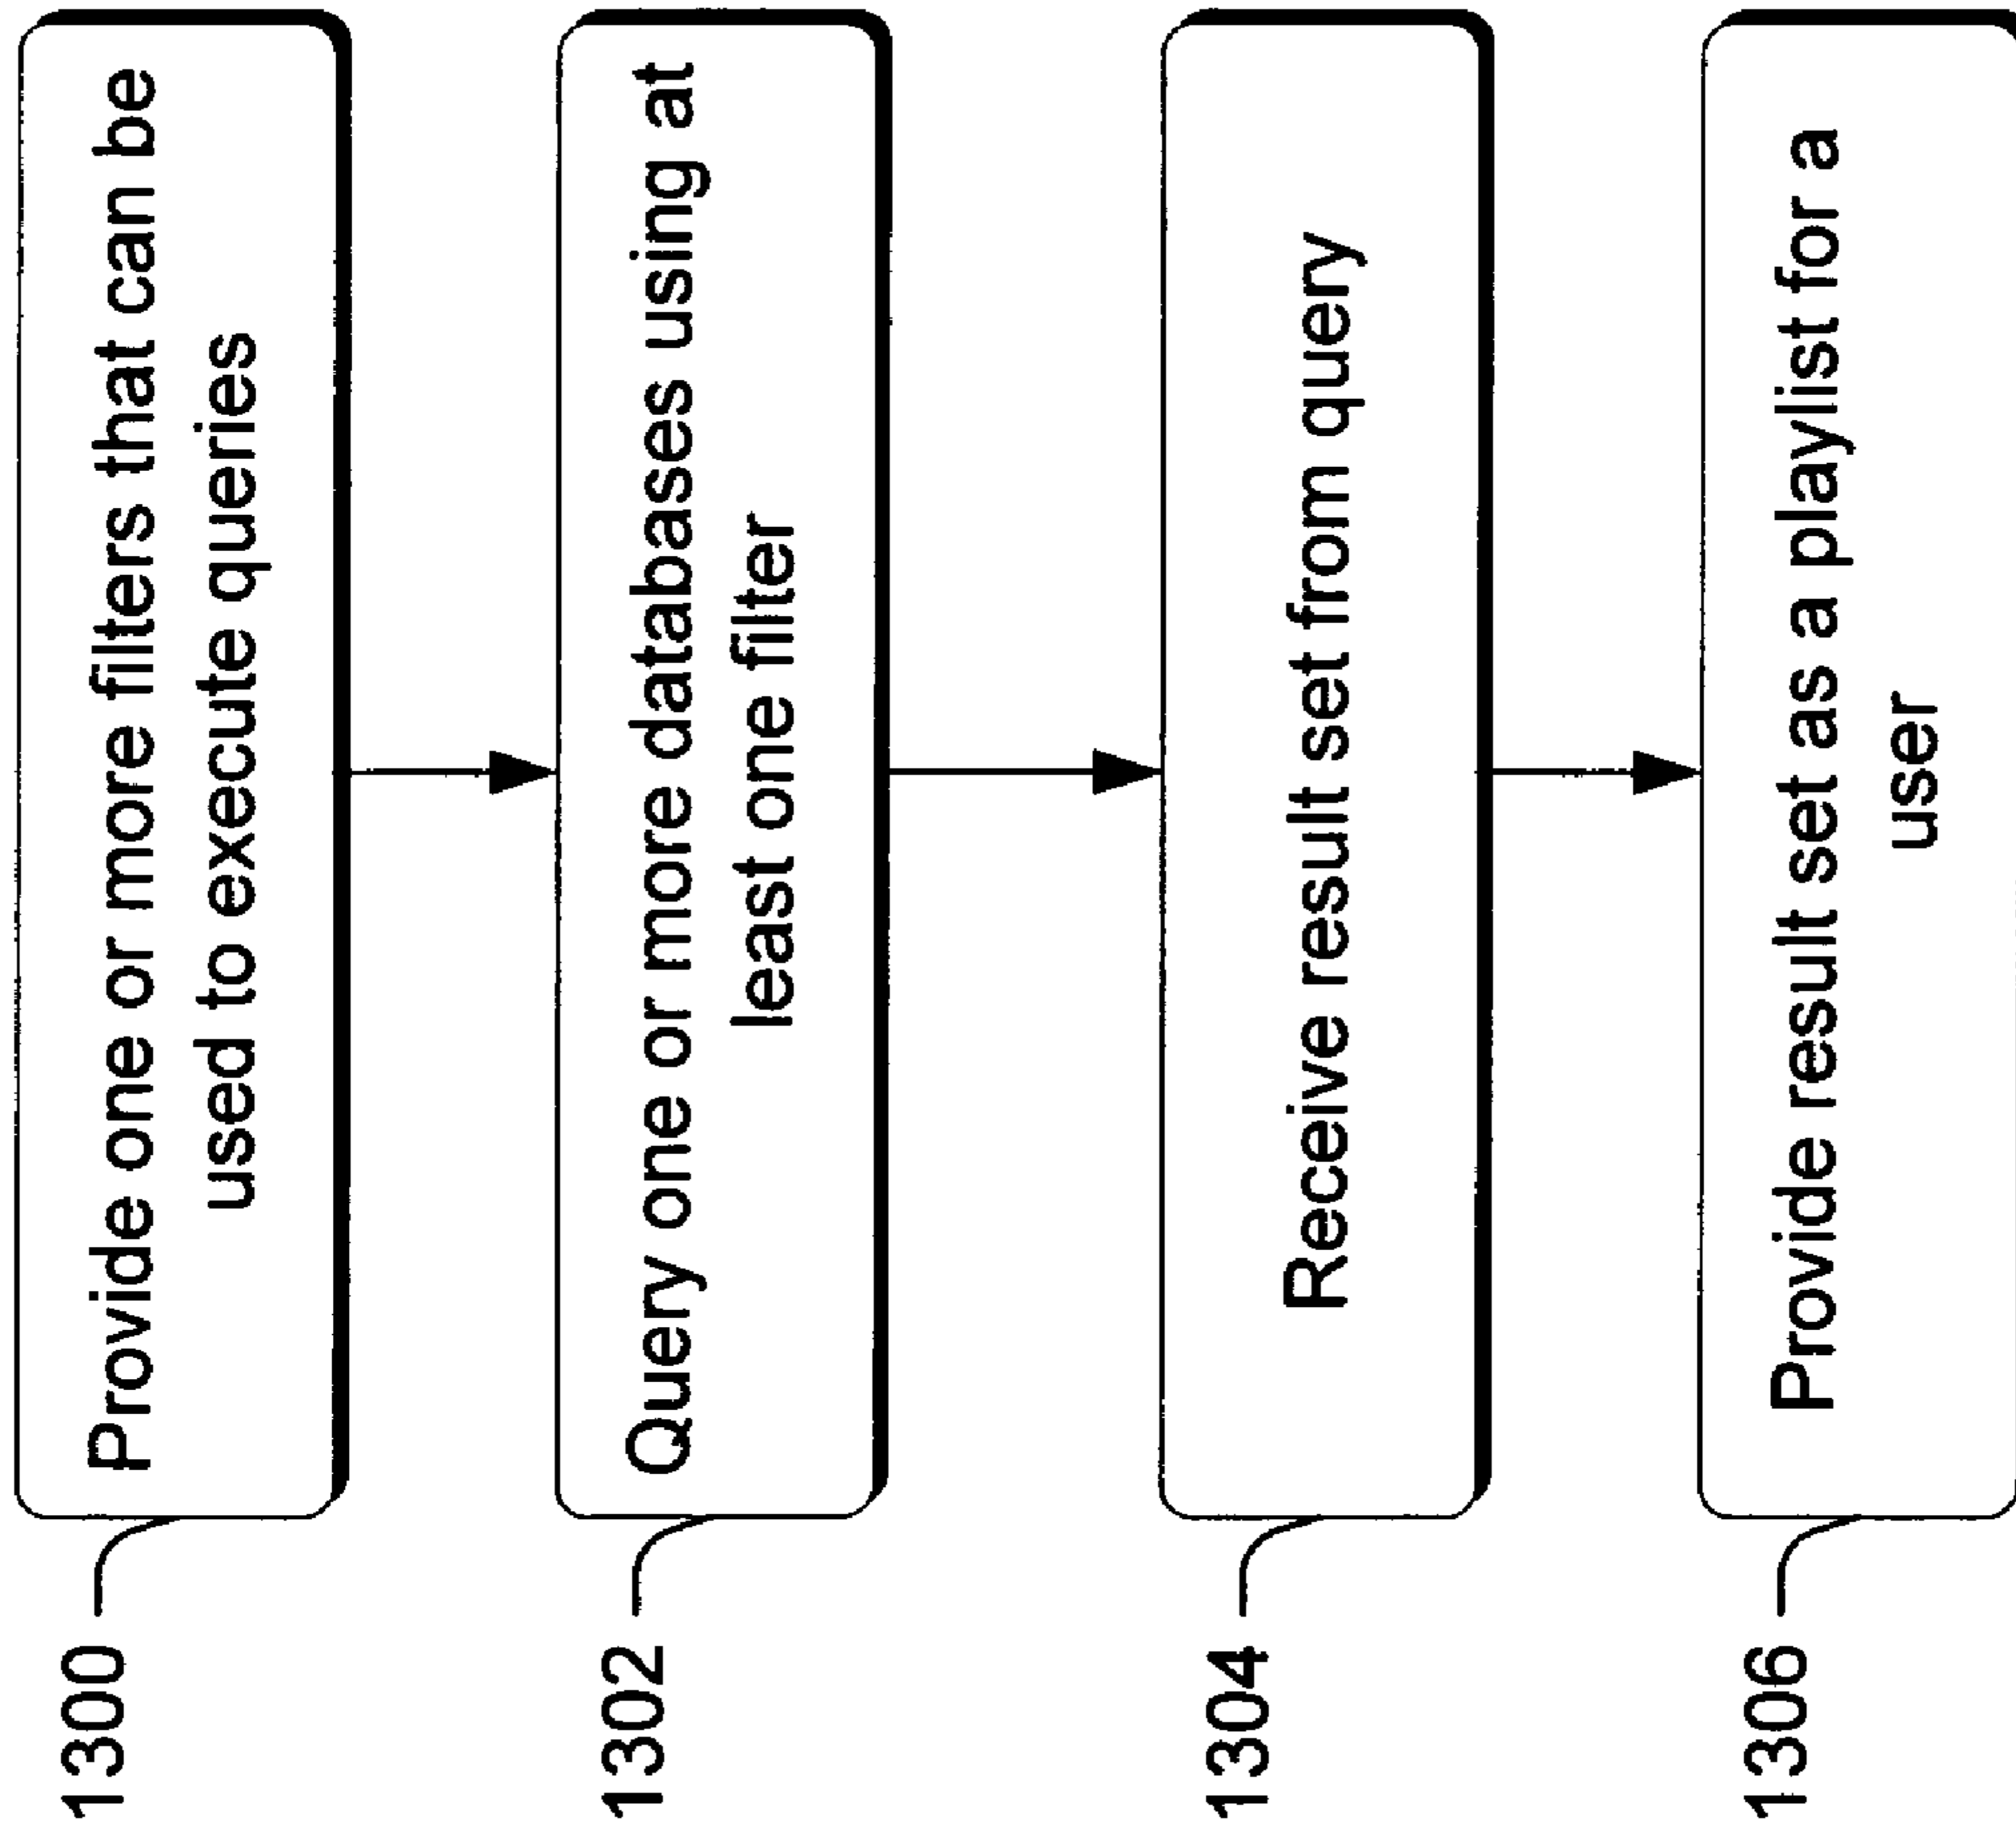 1300
Provide one or more filters that can be
used to execute queries
1302
Query one or more databases using at
least one filter
1304
Receive result set from query
1306
Provide result set as a playlist for a
user